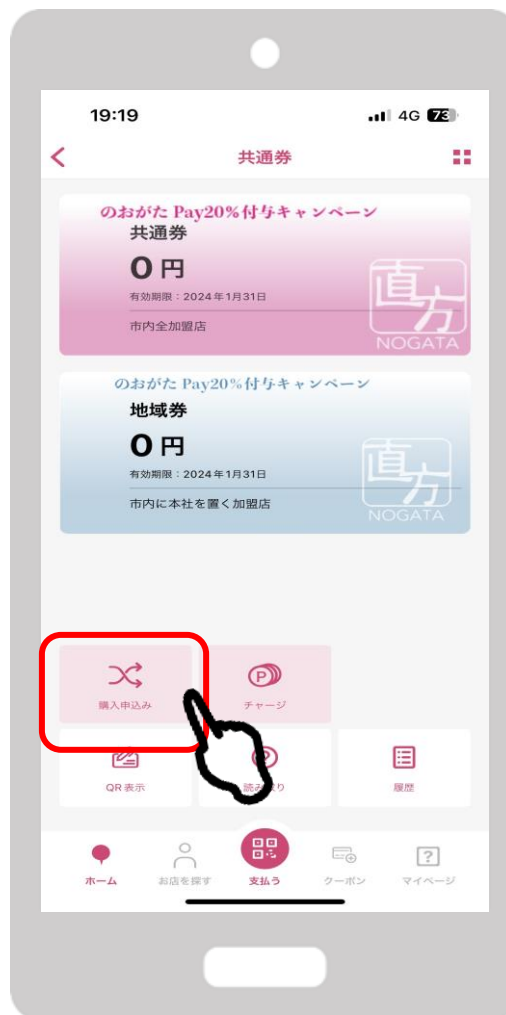 19:19
4G 73
共通券
のおがた Pay20%付与キャンペーン
共通券
0 円
有効期限：2024年1月31日
市内全加盟店
直方
NOGATA
のおがた Pay20%付与キャンペーン
地域券
0 円
有効期限：2024年1月31日
市内に本社を置く加盟店
直方
NOGATA
購入申込み
P
チャージ
QR 表示
履歴
ホーム
お店を探す
支払う
クーポン
?
マイページ